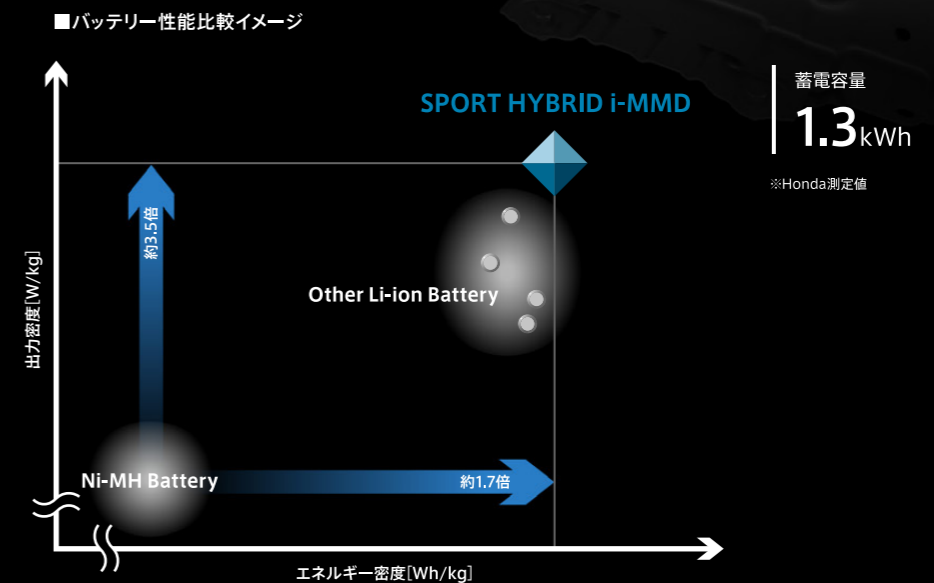 ■バッテリー性能比較イメージ
SPORT HYBRID i-MMD
蓄電容量
1.3kWh
※Honda測定値
約3.5倍
出力密度[W/kg]
Other Li-ion Battery
Ni-MH Battery
約1.7倍
エネルギー密度[Wh/kg]